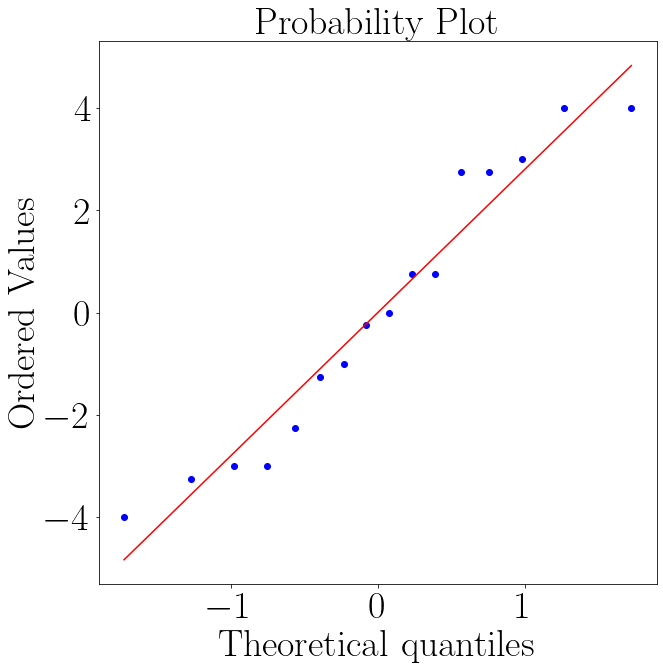 Probability Plot
Ordered Values
4
2
0
−2
−4
−1
0
1
Theoretical quantiles